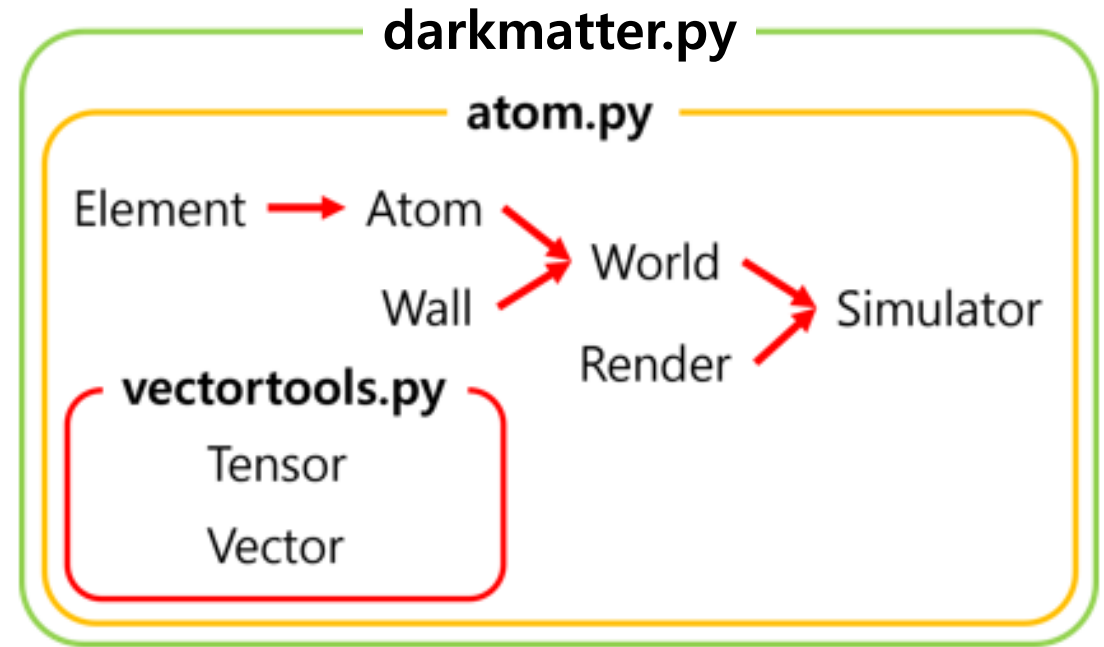 darkmatter.py
atom.py
Element
Atom
Wall
World
Render
Simulator
vectortools.py
Tensor
Vector